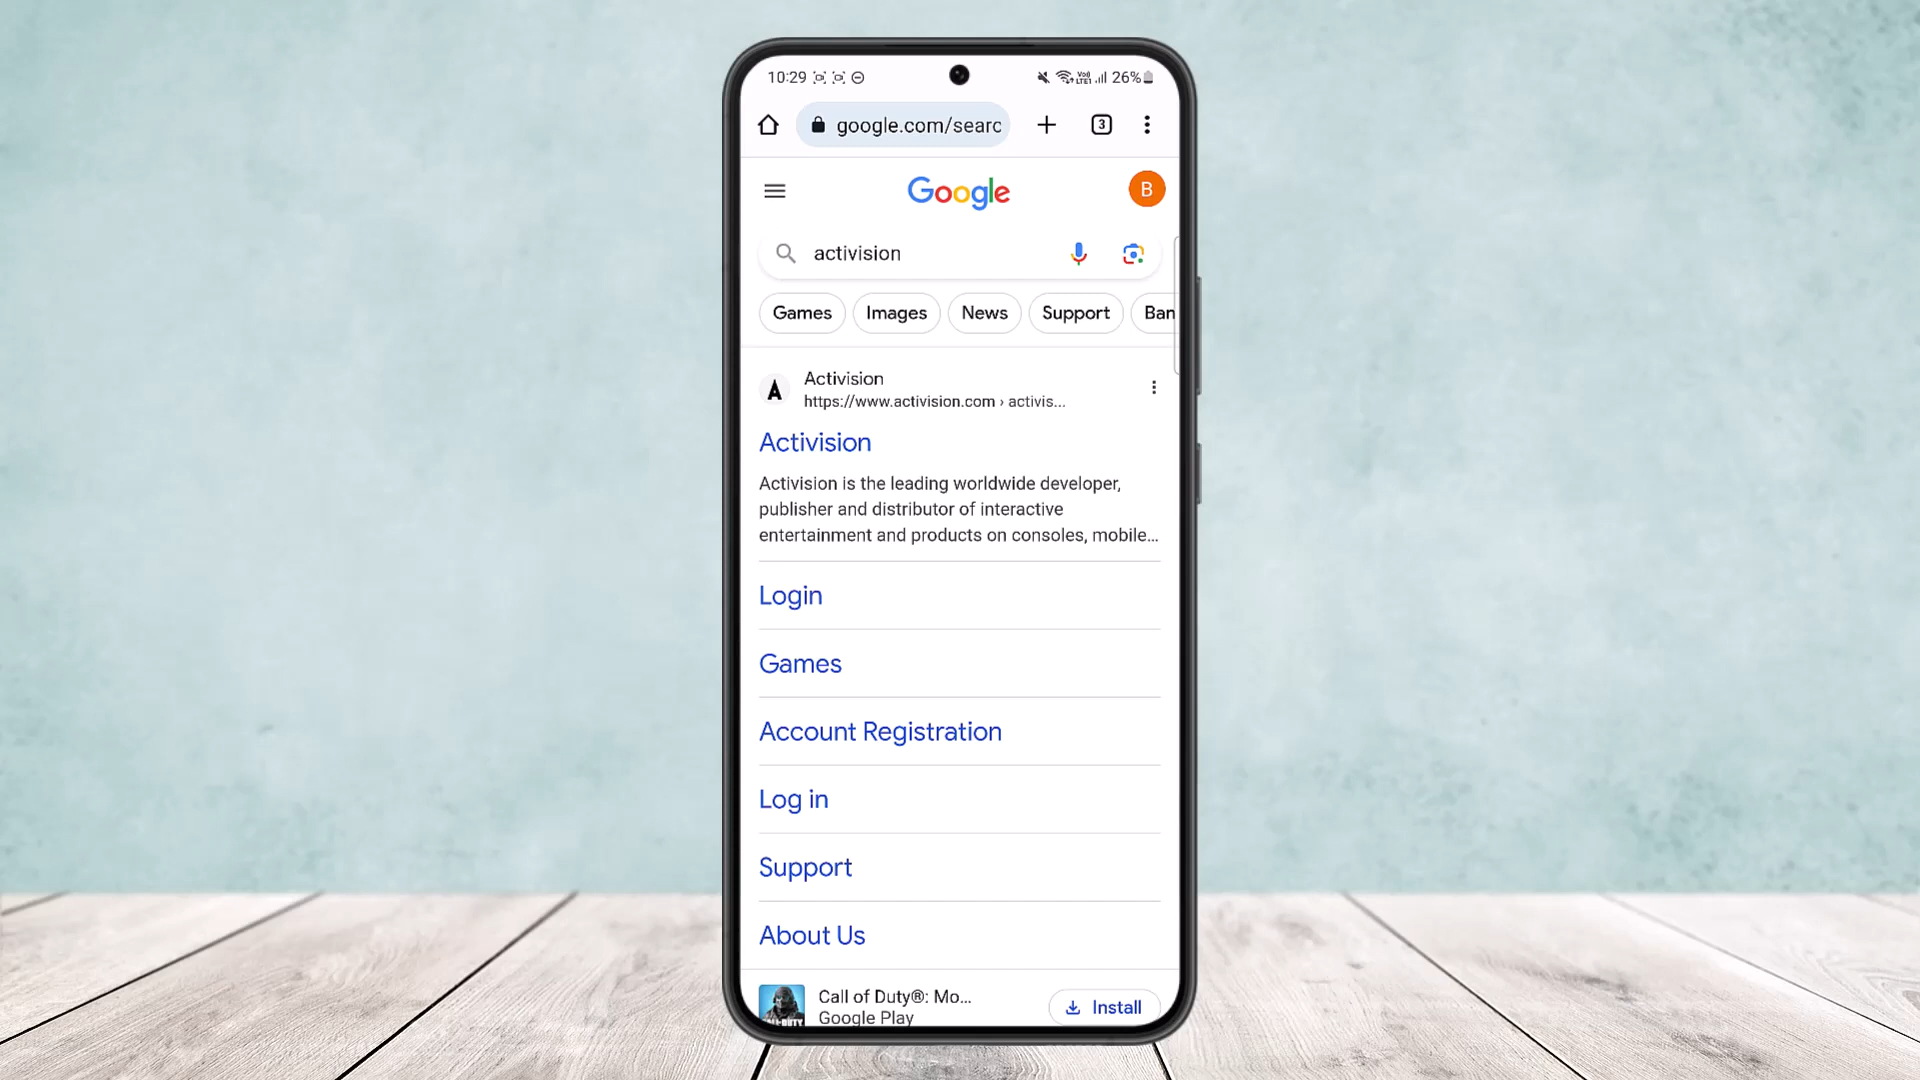 10:29 26%
google.com/searc 3
Google B
activision
Games Images News Support Ban
Activision
https://www.activision.com › activis...
Activision
Activision is the leading worldwide developer,
publisher and distributor of interactive
entertainment and products on consoles, mobile...
Login
Games
Account Registration
Log in
Support
About Us
Call of Duty®: Mo...
Google Play
Install